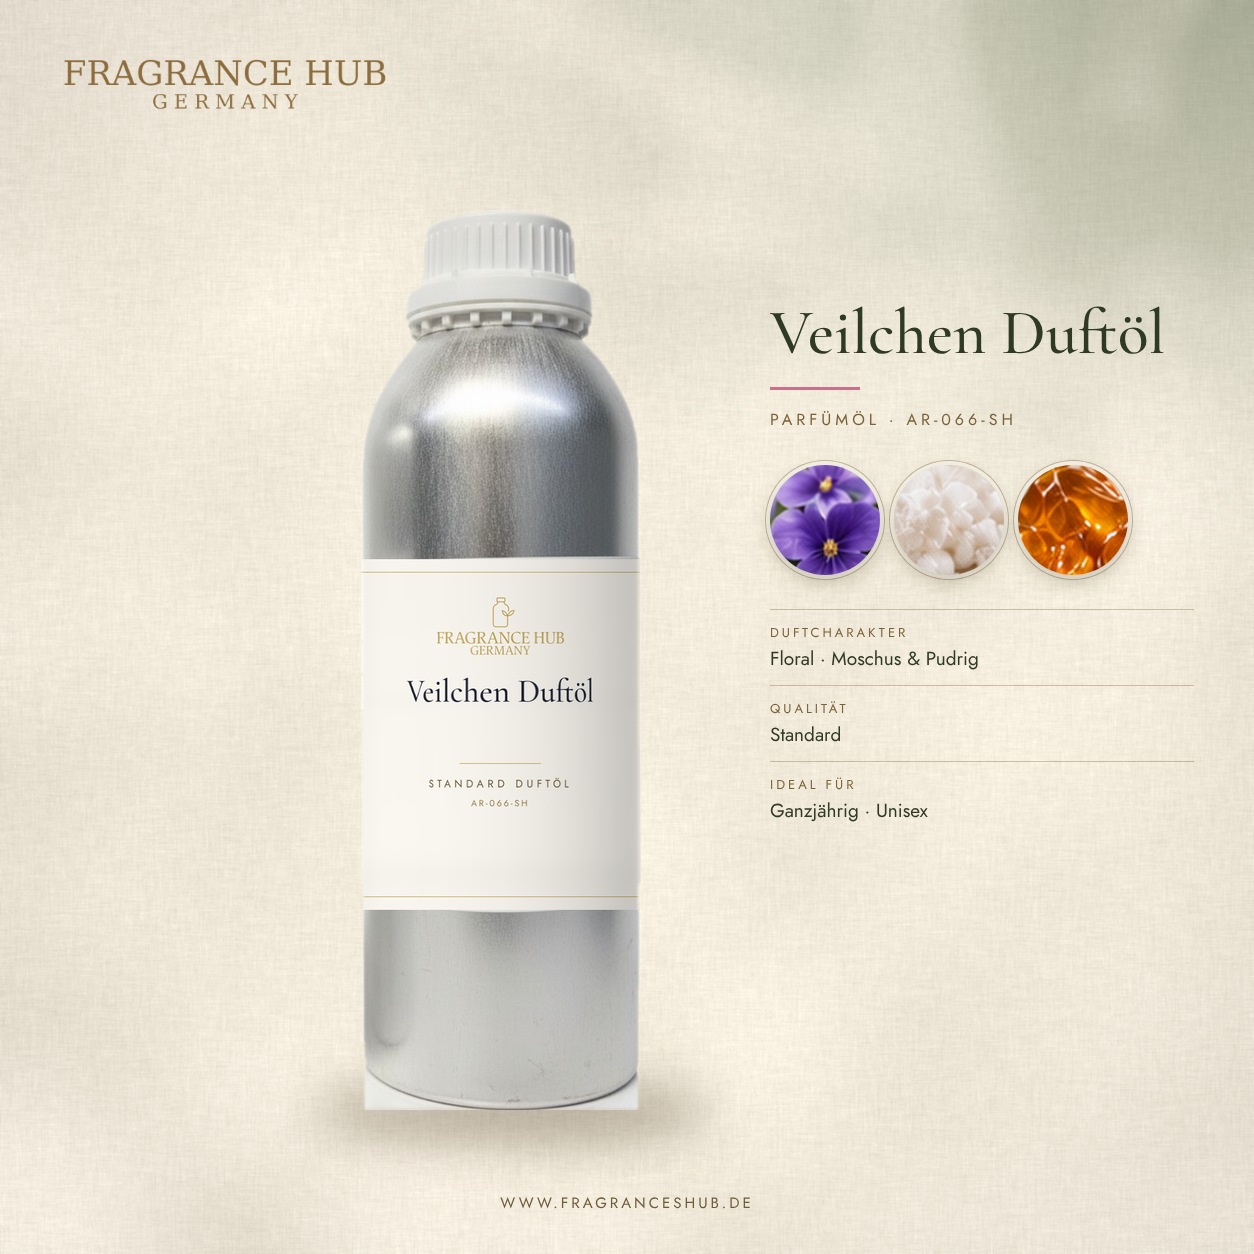 FRAGRANCE HUB
GERMANY
Veilchen Duftöl
PARFÜMÖL · AR-066-SH
DUFTCHARAKTER
Floral · Moschus & Pudrig
QUALITÄT
Standard
IDEAL FÜR
Ganzjährig · Unisex
FRAGRANCE HUB
GERMANY
Veilchen Duftöl
STANDARD DUFTÖL
AR-066-SH
WWW.FRAGRANCESHUB.DE